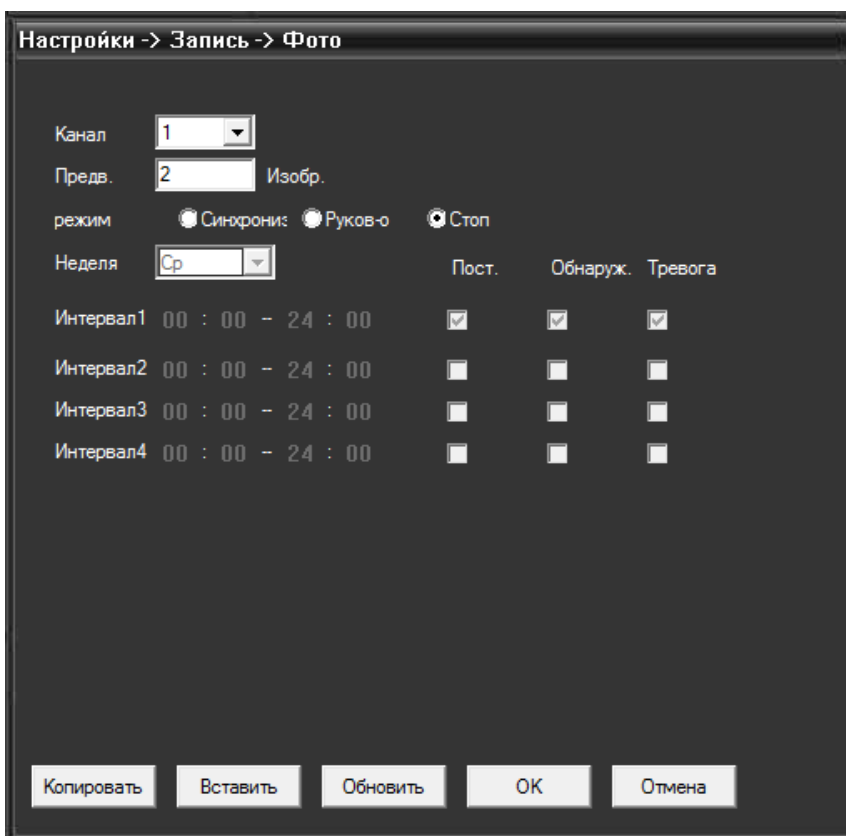 Настройки -> Запись -> Фото
Канал 1
Предв. 2 Изобр.
режим Синхрониз Руков-о Стоп
Неделя Ср Пост. Обнаруж. Тревога
Интервал1 00 : 00 - 24 : 00
Интервал2 00 : 00 - 24 : 00
Интервал3 00 : 00 - 24 : 00
Интервал4 00 : 00 - 24 : 00
Копировать Вставить Обновить OK Отмена